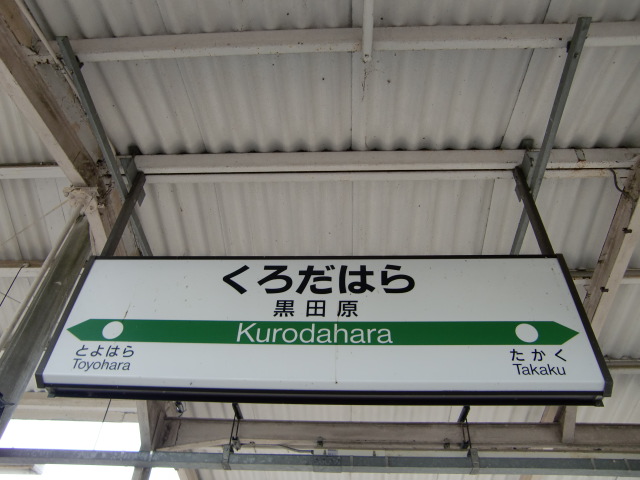 くろだはら
黒田原
Kurodahara
とよはら
Toyohara
たかく
Takaku